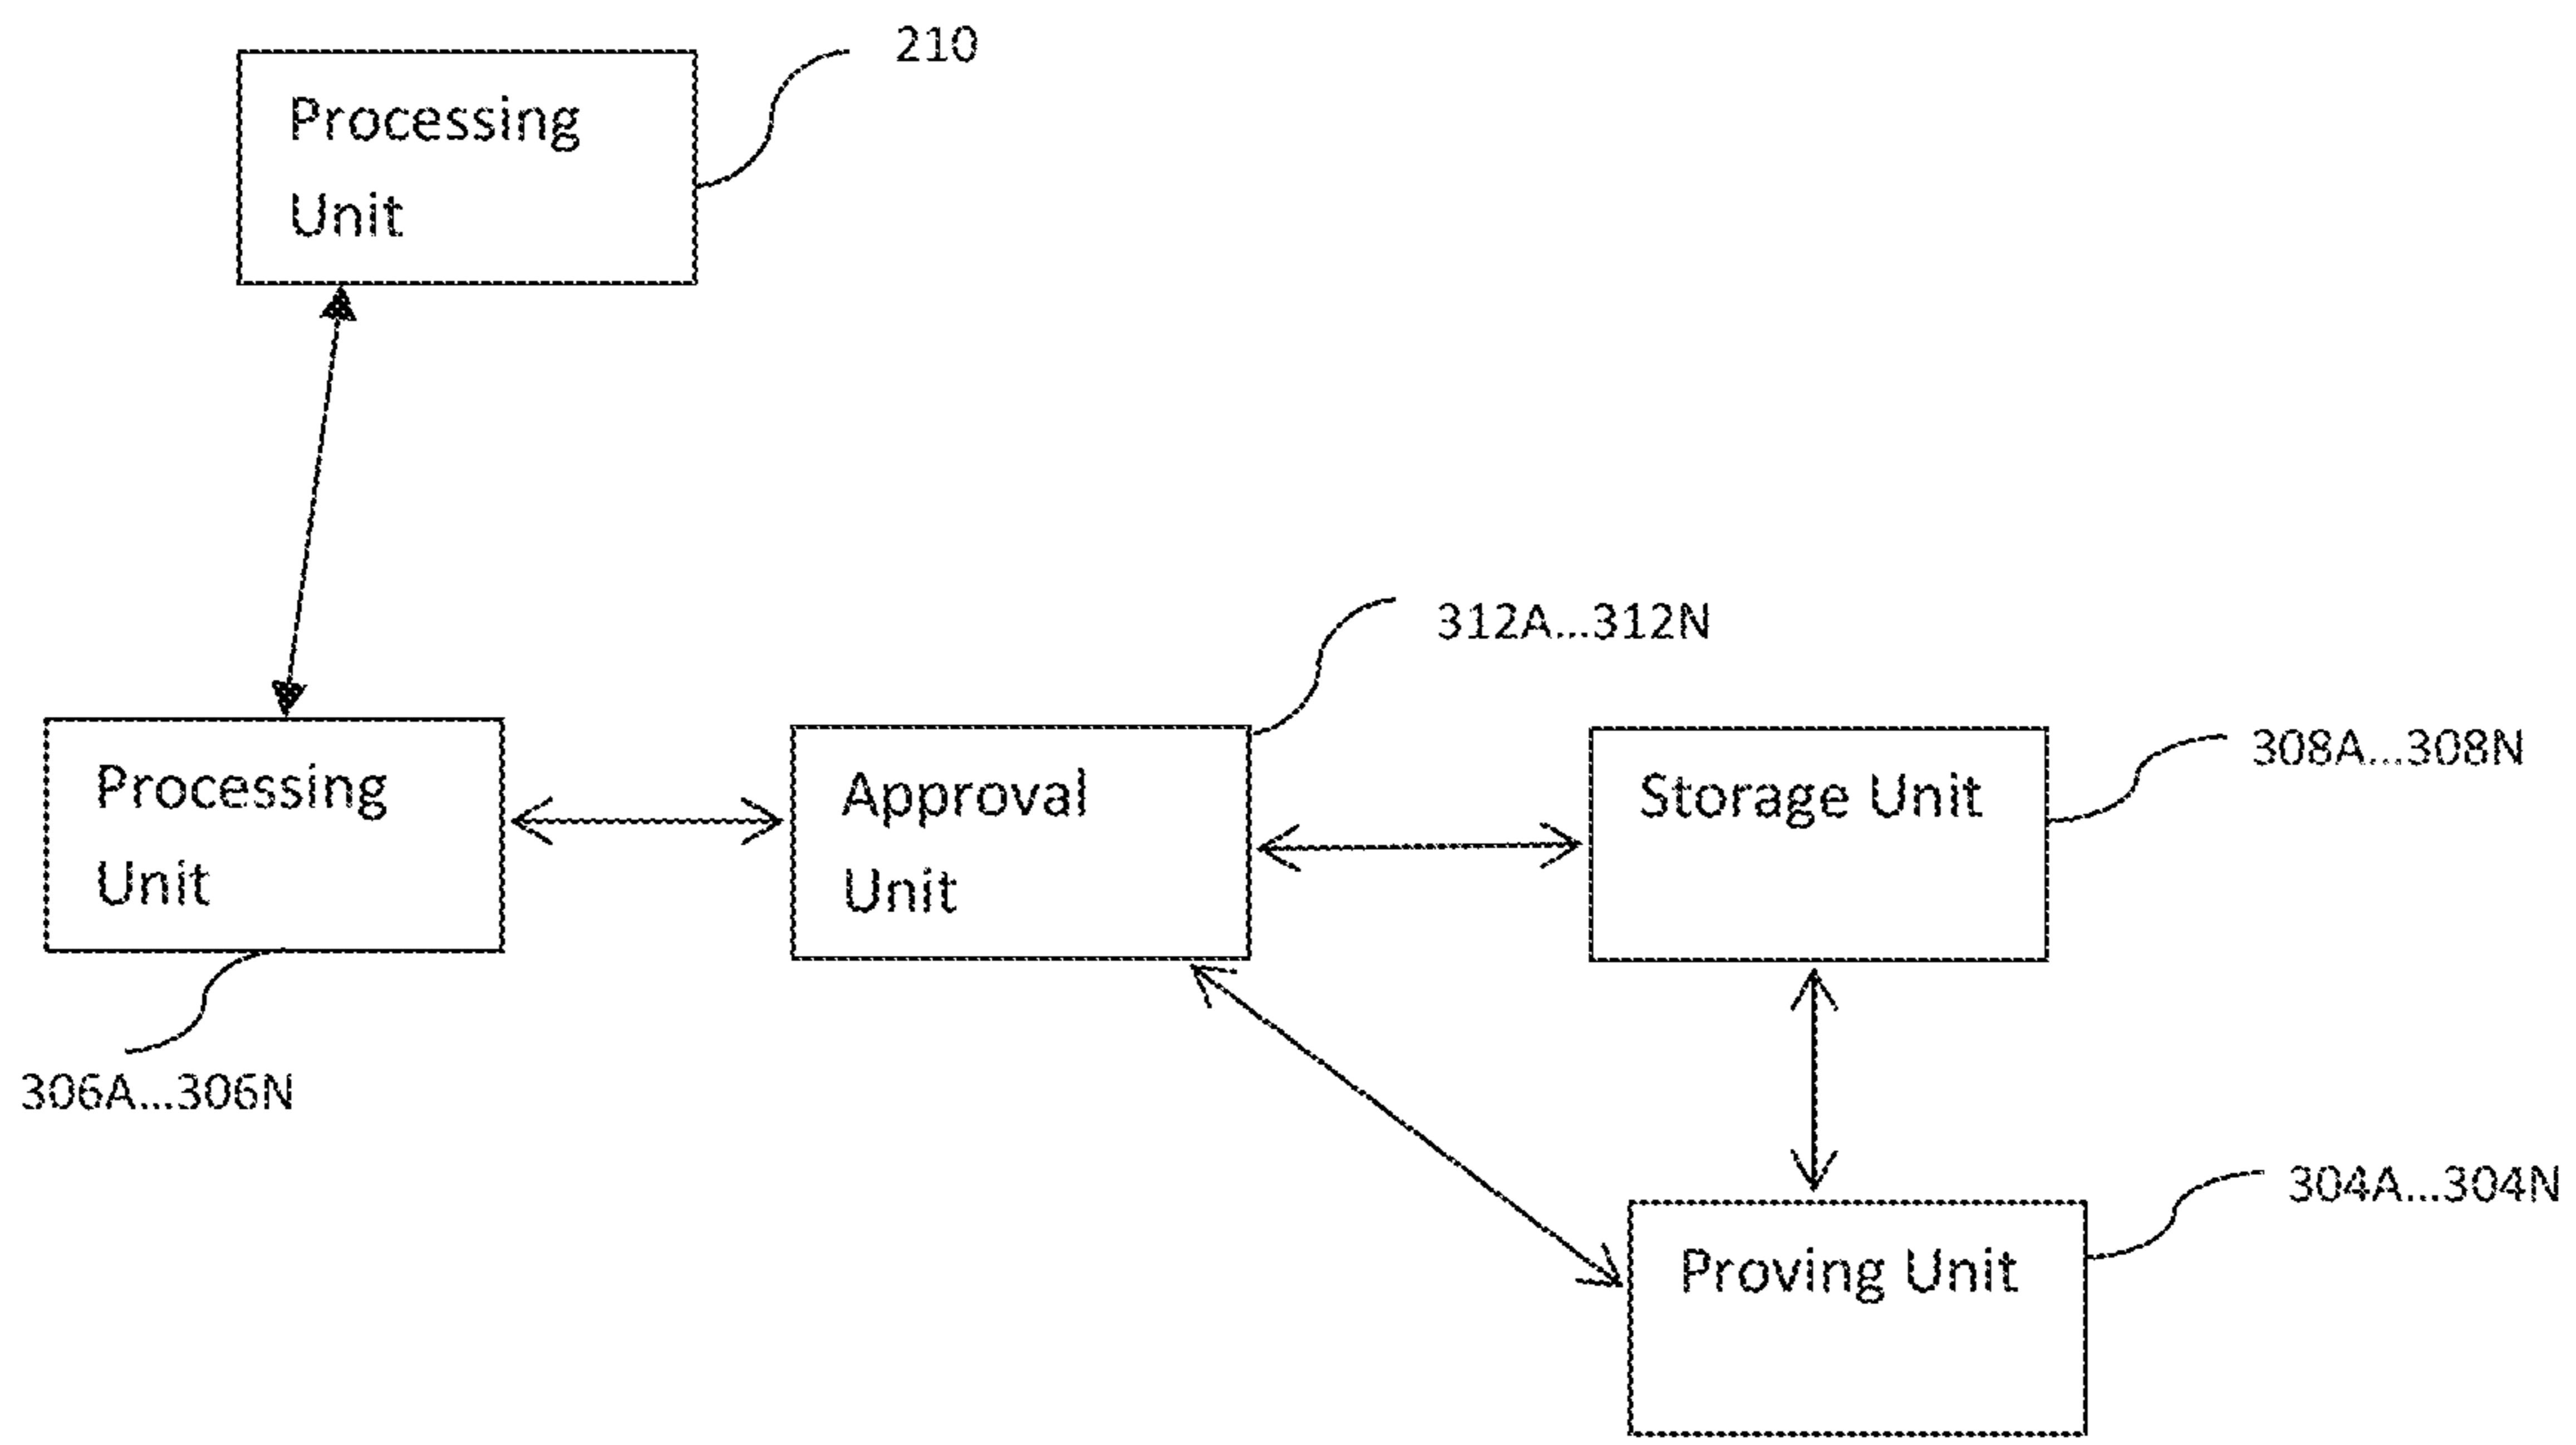 210
Processing
Unit
312A...312N
308A...308N
Processing
Unit
Approval
Unit
Storage Unit
306A...306N
304A...304N
Proving Unit